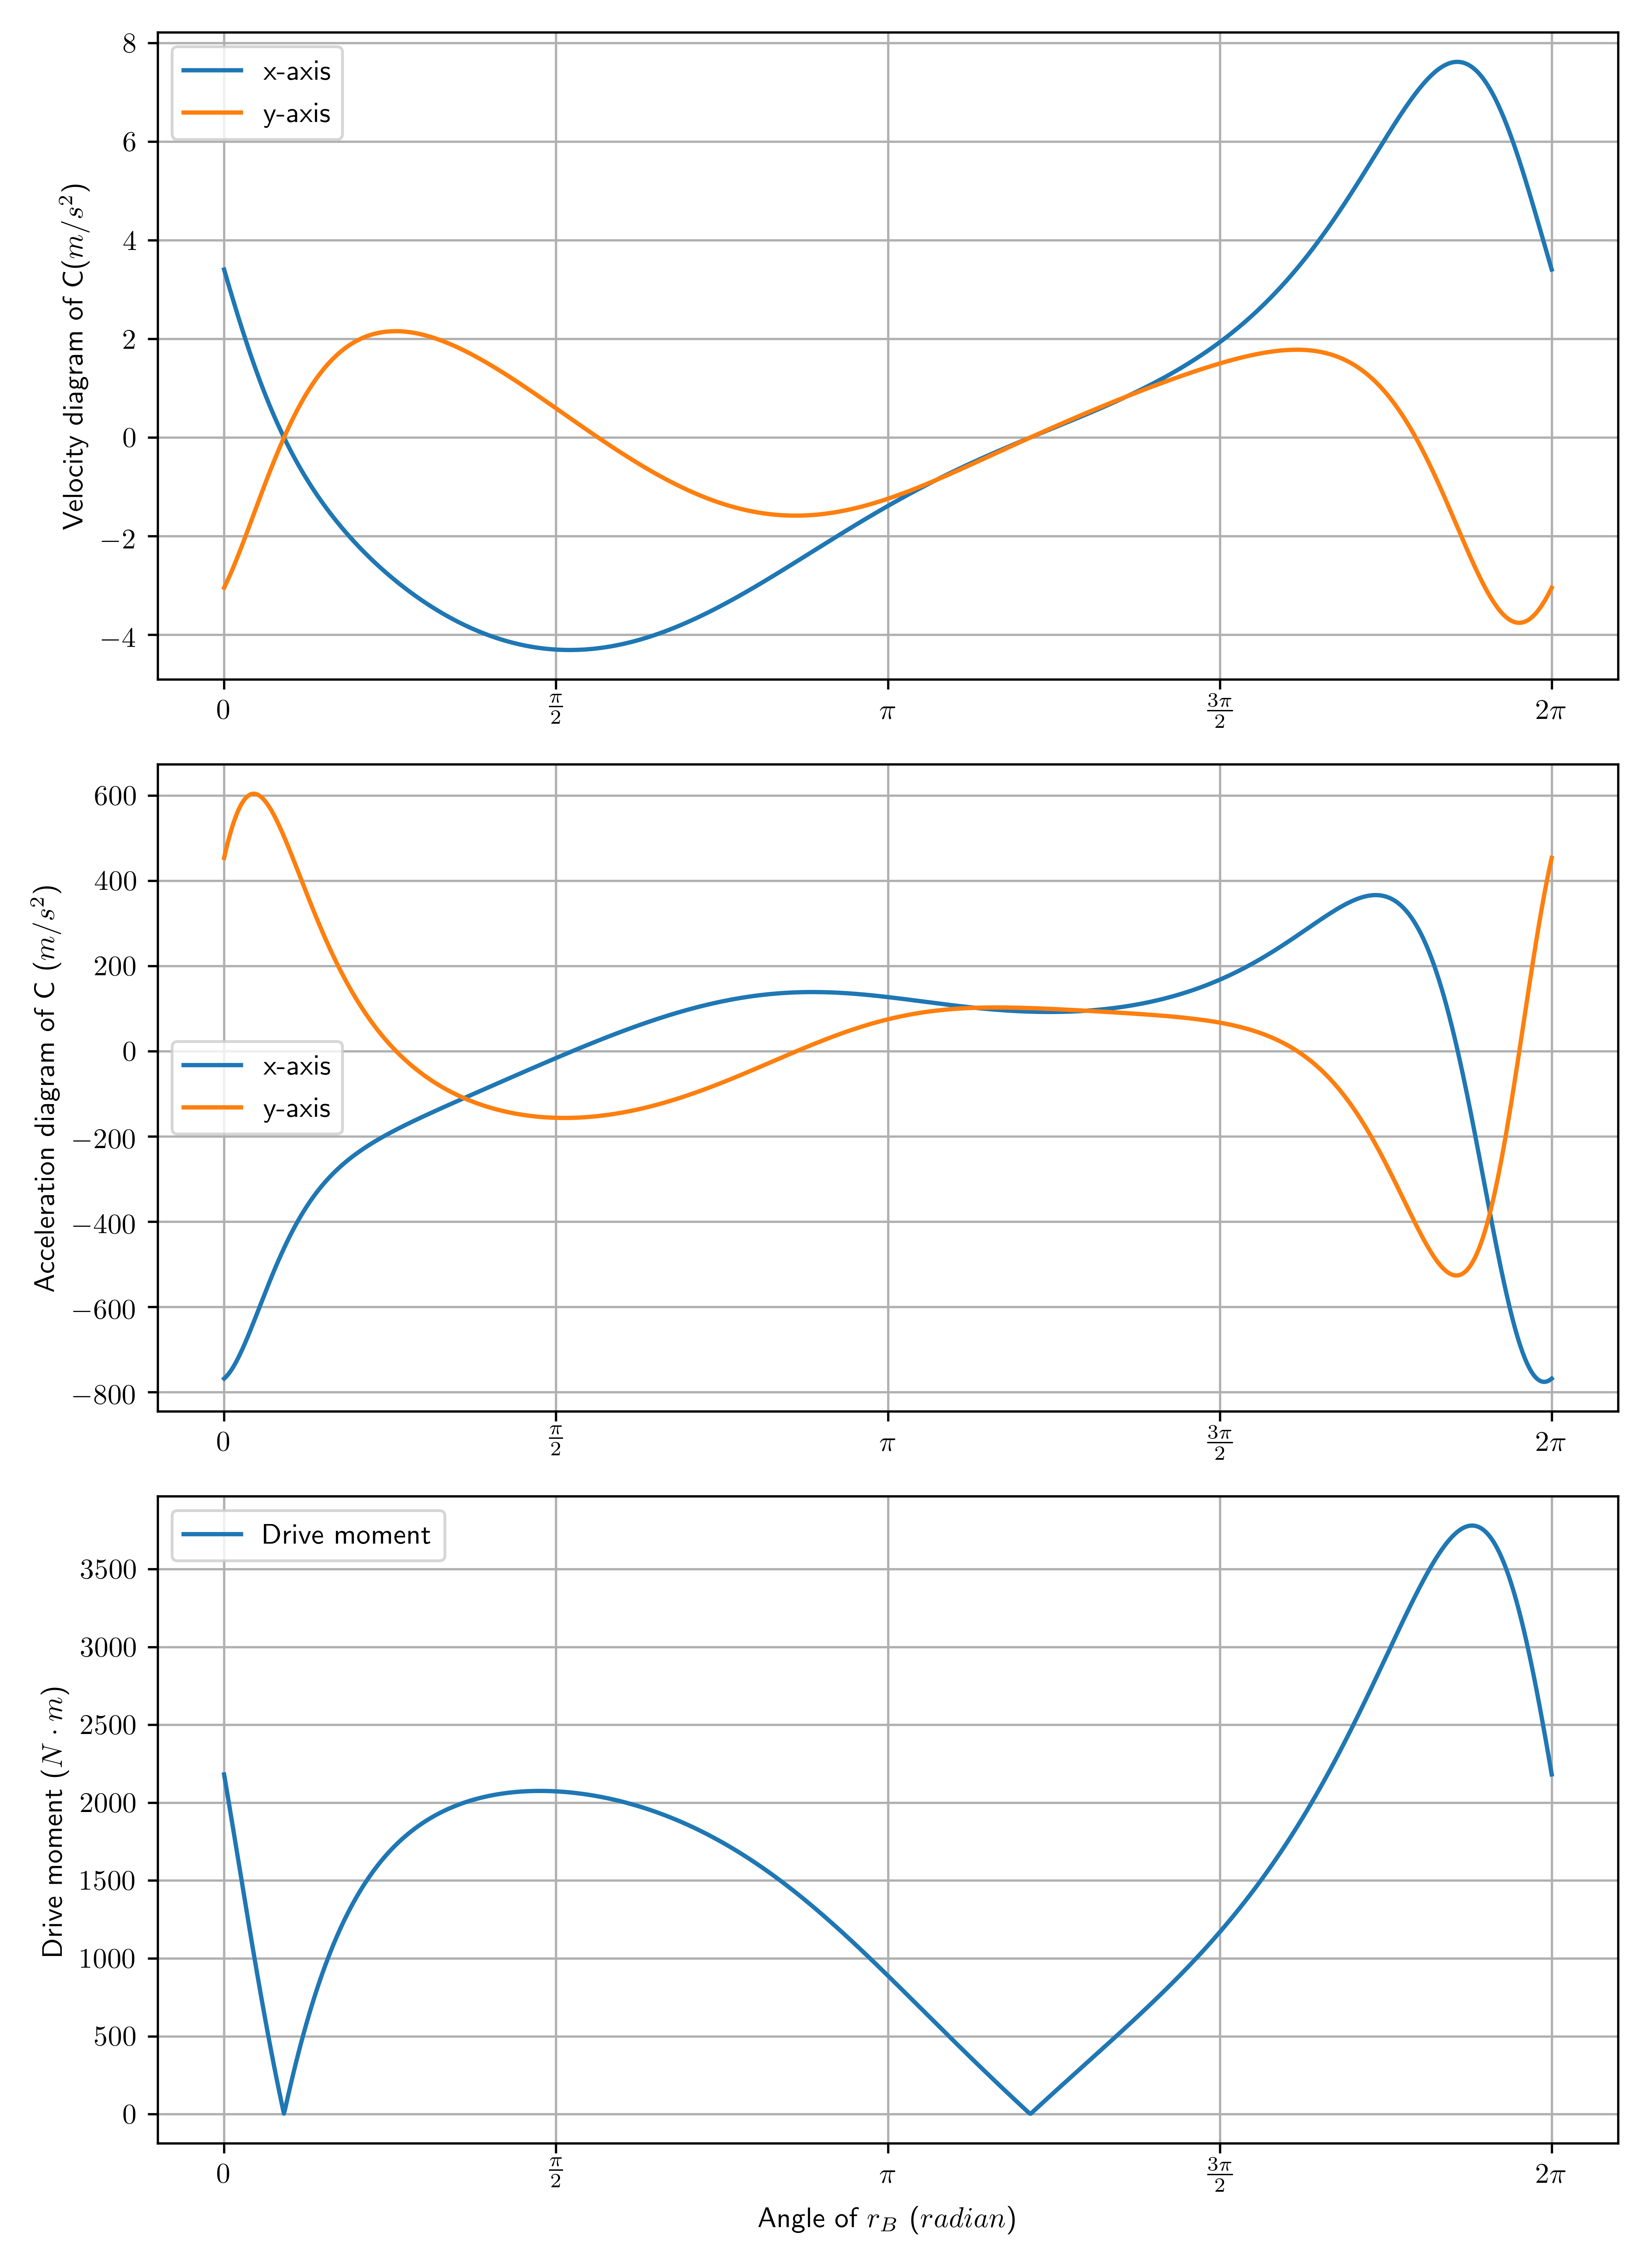 8
6
4
2
0
−2
−4
Velocity diagram of C(m/s²)
x-axis
y-axis
0 π/2 π 3π/2 2π
600
400
200
0
−200
−400
−600
−800
Acceleration diagram of C (m/s²)
x-axis
y-axis
0 π/2 π 3π/2 2π
3500
3000
2500
2000
1500
1000
500
0
Drive moment (N · m)
Drive moment
0 π/2 π 3π/2 2π
Angle of r_B (radian)